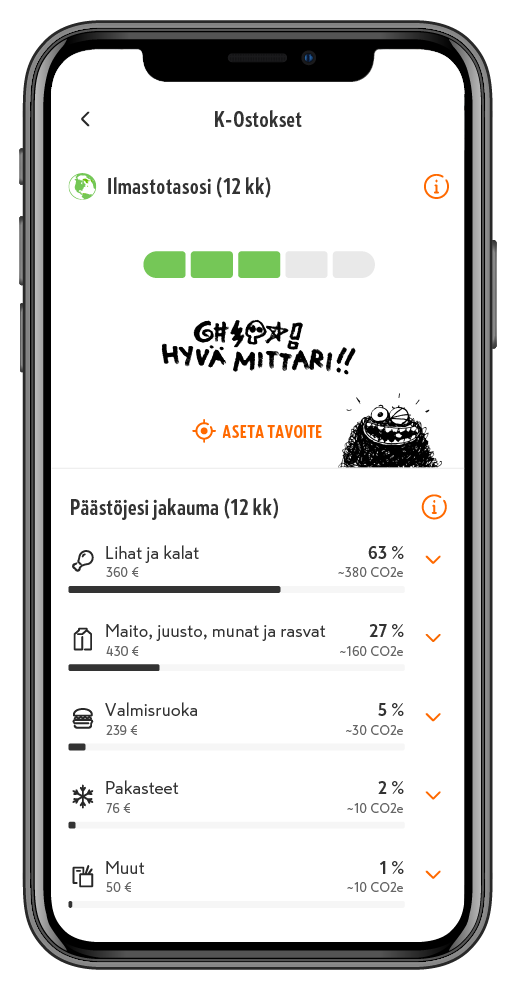 K-Ostokset
Ilmastotasosi (12 kk)
@#⚡☠☆!
HYVÄ MITTARI!!
ASETA TAVOITE
Päästöjesi jakauma (12 kk)
Lihat ja kalat 63 %
360 € ~380 CO2e
Maito, juusto, munat ja rasvat 27 %
430 € ~160 CO2e
Valmisruoka 5 %
239 € ~30 CO2e
Pakasteet 2 %
76 € ~10 CO2e
Muut 1 %
50 € ~10 CO2e